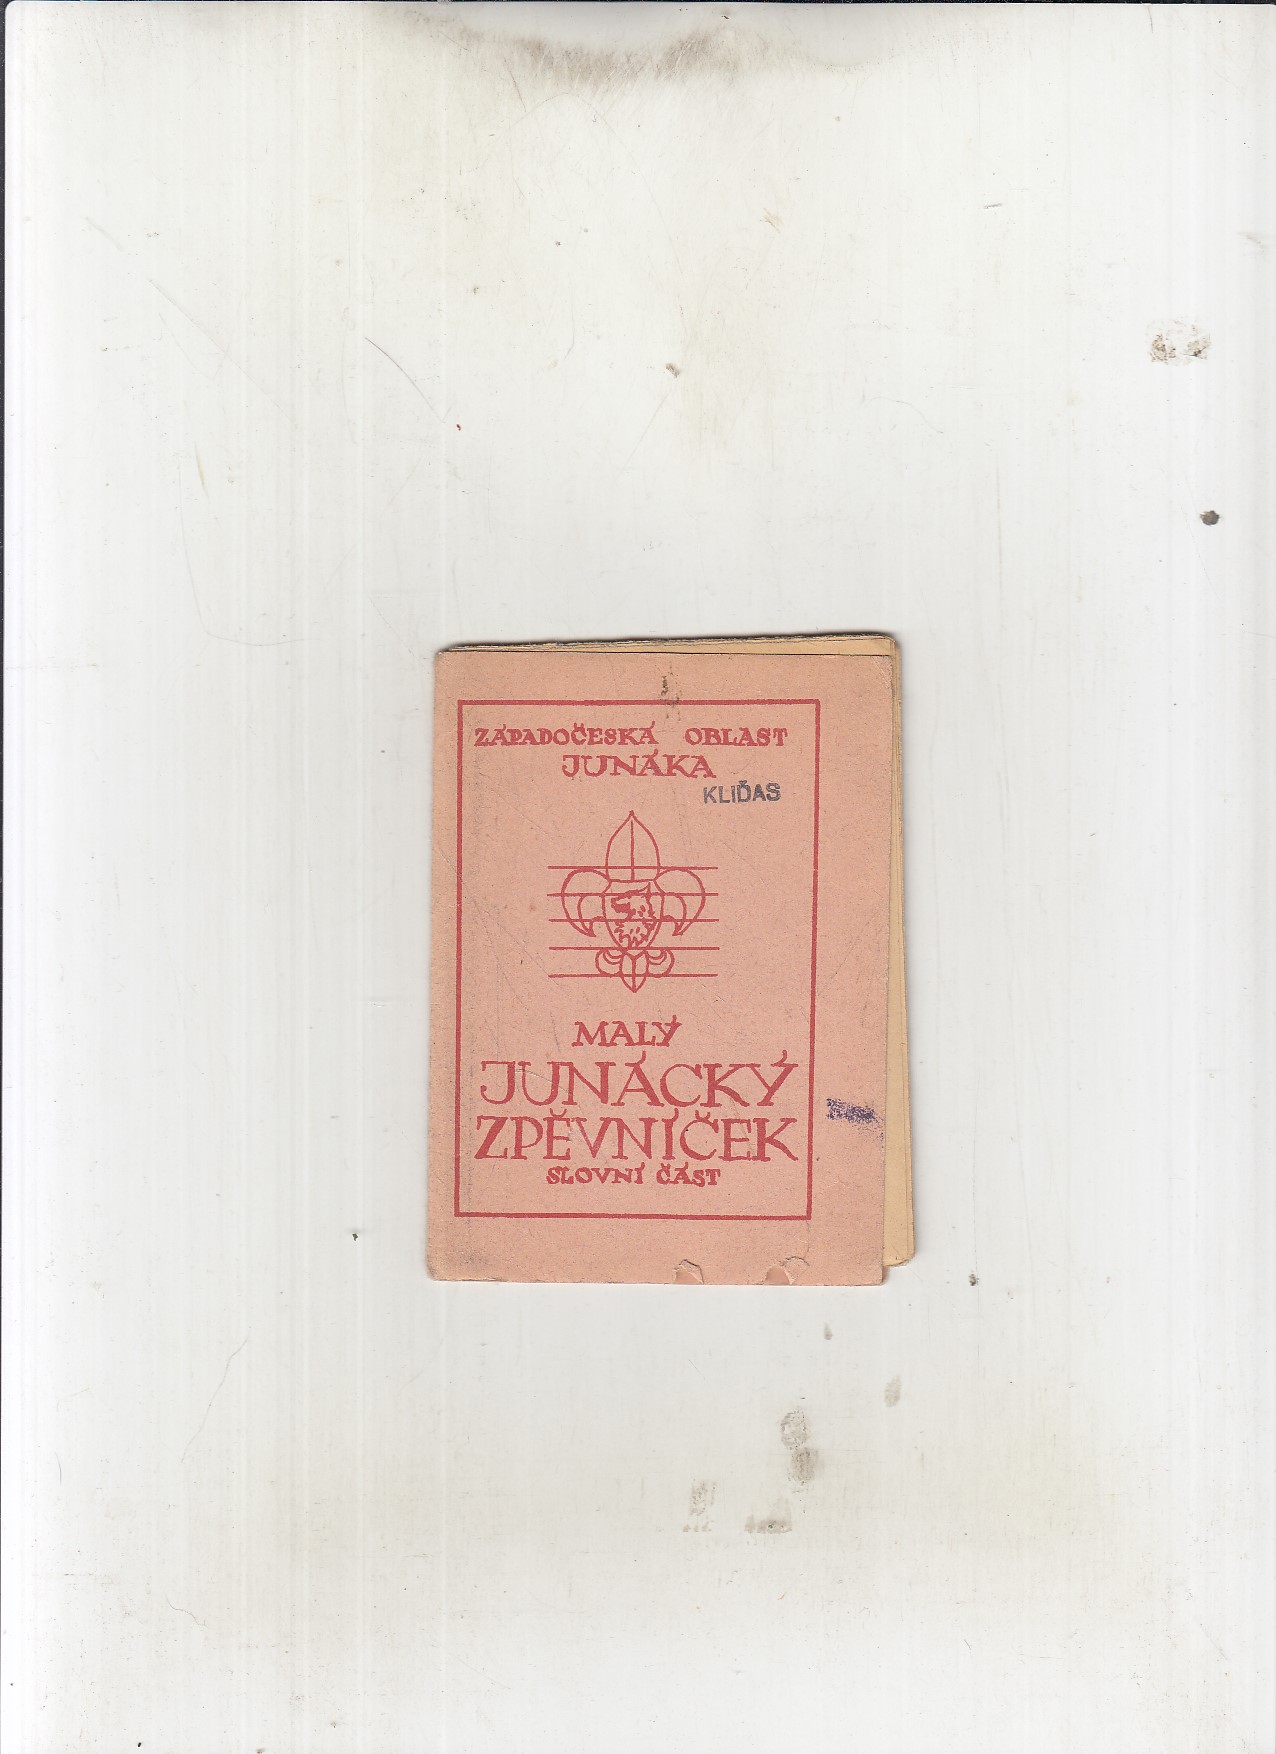 ZÁPADOČESKÁ OBLAST
JUNÁKA
KLIĎAS
MALÝ
JUNÁCKÝ
ZPĚVNÍČEK
SLOVNÍ ČÁST